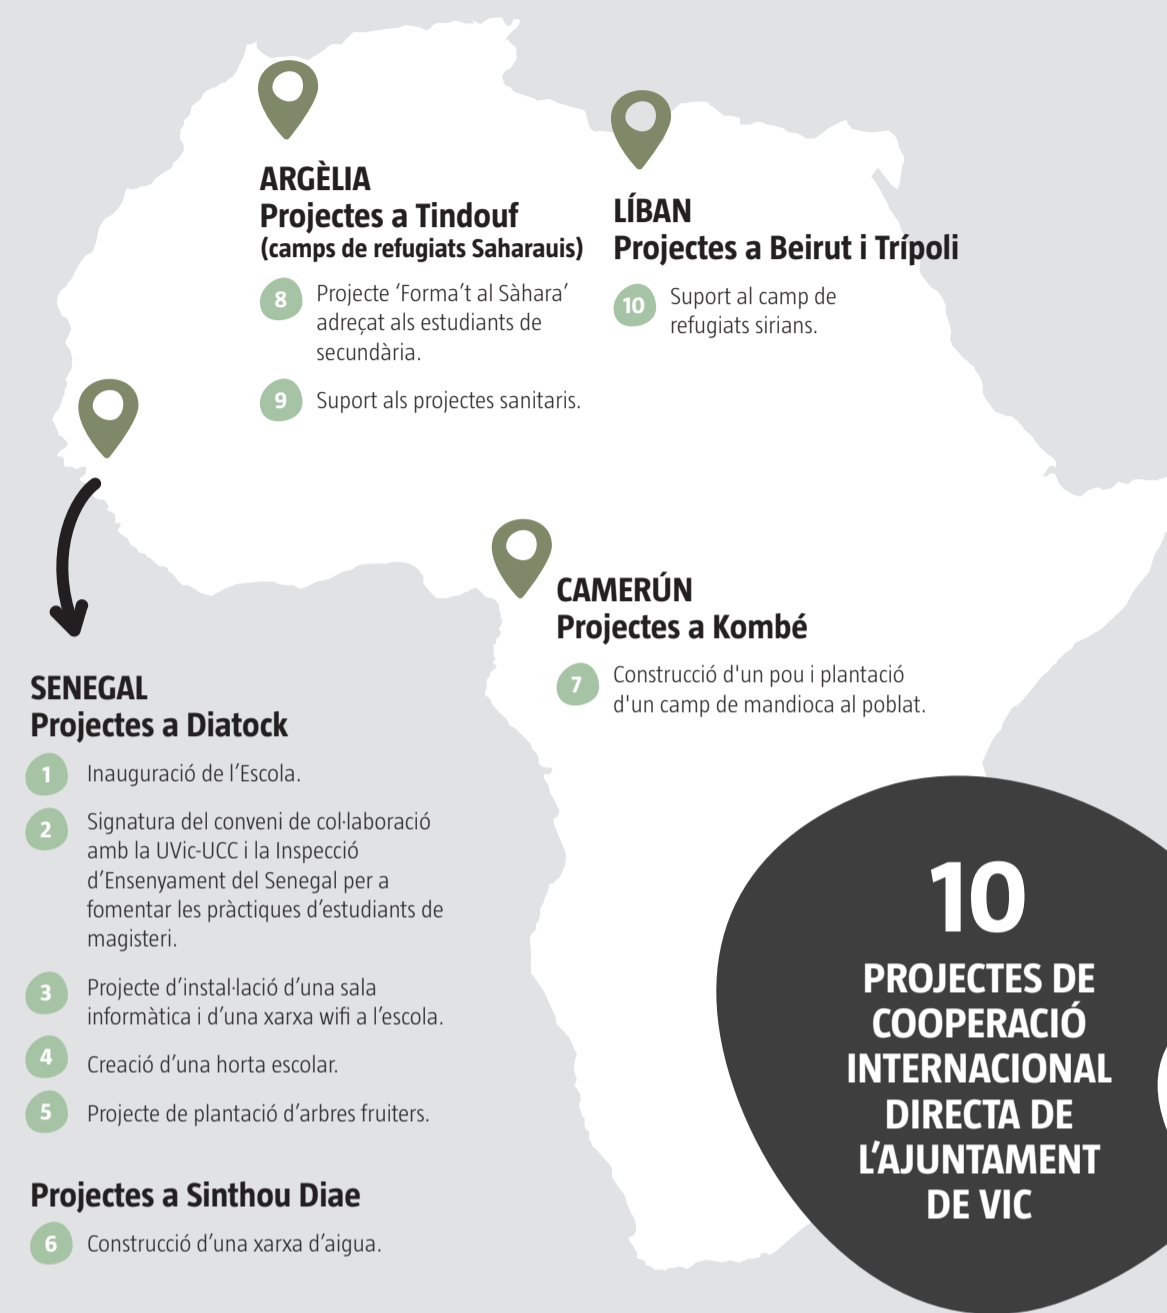 ARGÈLIA
Projectes a Tindouf
(camps de refugiats Saharauis)
8
Projecte ‘Forma’t al Sàhara’
adreçat als estudiants de
secundària.
9
Suport als projectes sanitaris.
LÍBAN
Projectes a Beirut i Trípoli
10
Suport al camp de
refugiats sirians.
CAMERÚN
Projectes a Kombé
7
Construcció d'un pou i plantació
d'un camp de mandioca al poblat.
SENEGAL
Projectes a Diatock
1
Inauguració de l’Escola.
2
Signatura del conveni de col·laboració
amb la UVic-UCC i la Inspecció
d’Ensenyament del Senegal per a
fomentar les pràctiques d’estudiants de
magisteri.
3
Projecte d’instal·lació d’una sala
informàtica i d’una xarxa wifi a l’escola.
4
Creació d’una horta escolar.
5
Projecte de plantació d’arbres fruiters.
Projectes a Sinthou Diae
6
Construcció d’una xarxa d’aigua.
10
PROJECTES DE
COOPERACIÓ
INTERNACIONAL
DIRECTA DE
L’AJUNTAMENT
DE VIC